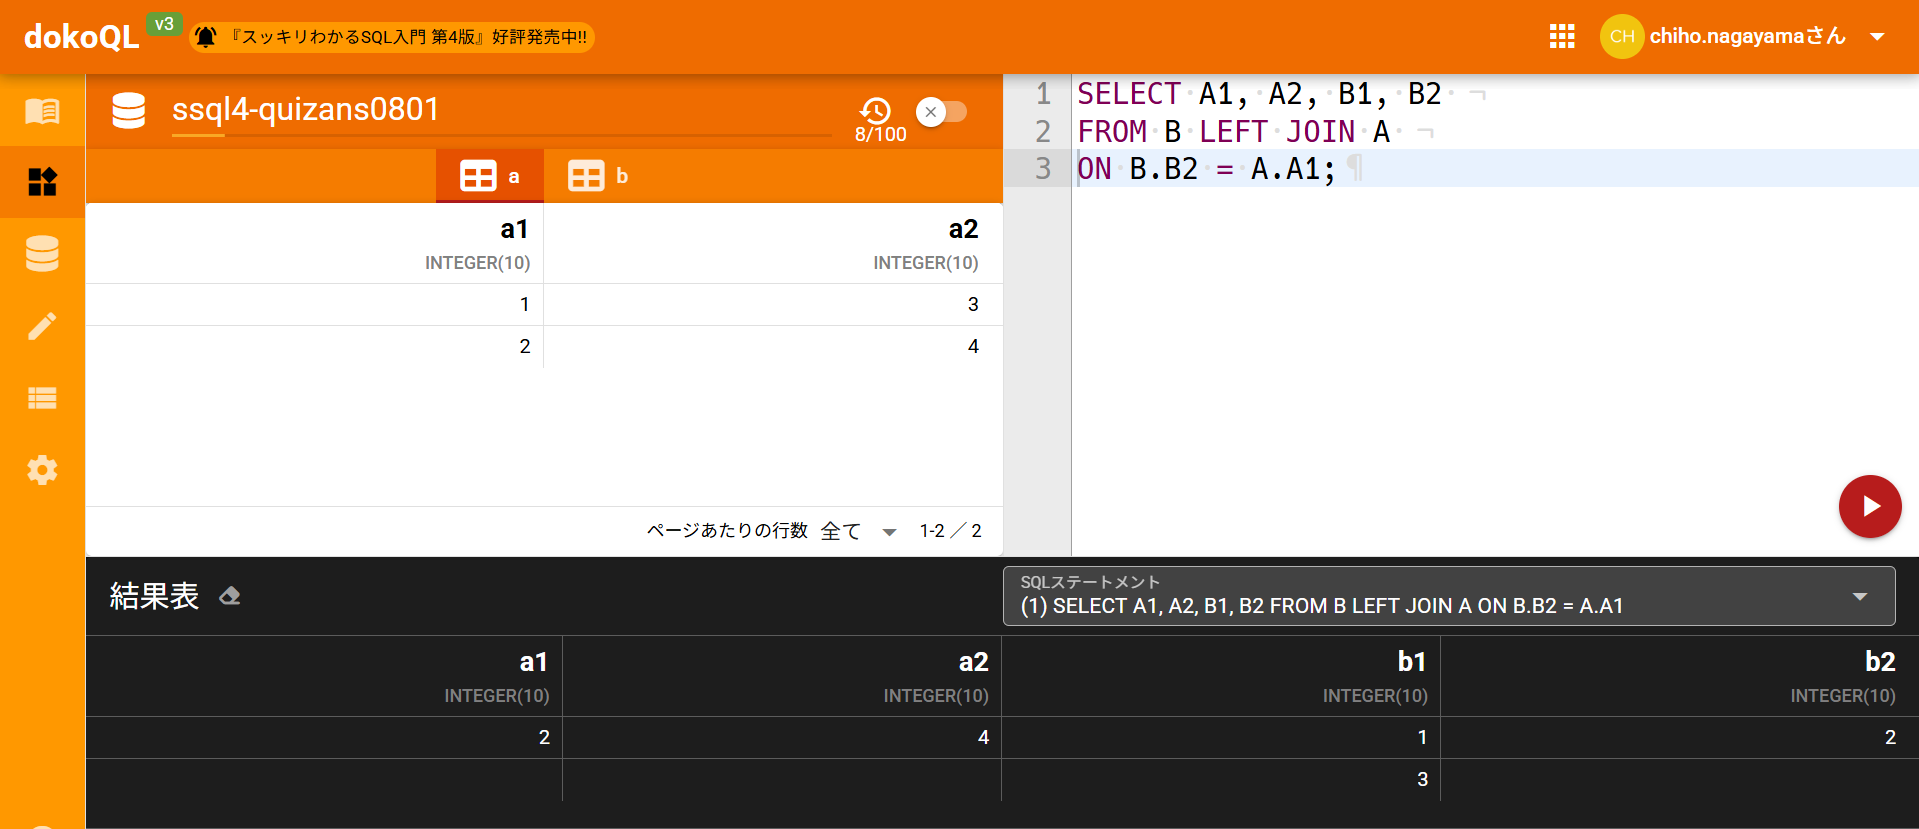 dokoQL v3 『スッキリわかるSQL入門 第4版』好評発売中!! CH chiho.nagayamaさん
ssql4-quizans0801 8/100
a b
a1 a2
INTEGER(10) INTEGER(10)
1 3
2 4
ページあたりの行数 全て 1-2 ／ 2
1 SELECT A1, A2, B1, B2
2 FROM B LEFT JOIN A
3 ON B.B2 = A.A1;
結果表
SQLステートメント
(1) SELECT A1, A2, B1, B2 FROM B LEFT JOIN A ON B.B2 = A.A1
a1 a2 b1 b2
INTEGER(10) INTEGER(10) INTEGER(10) INTEGER(10)
2 4 1 2
3